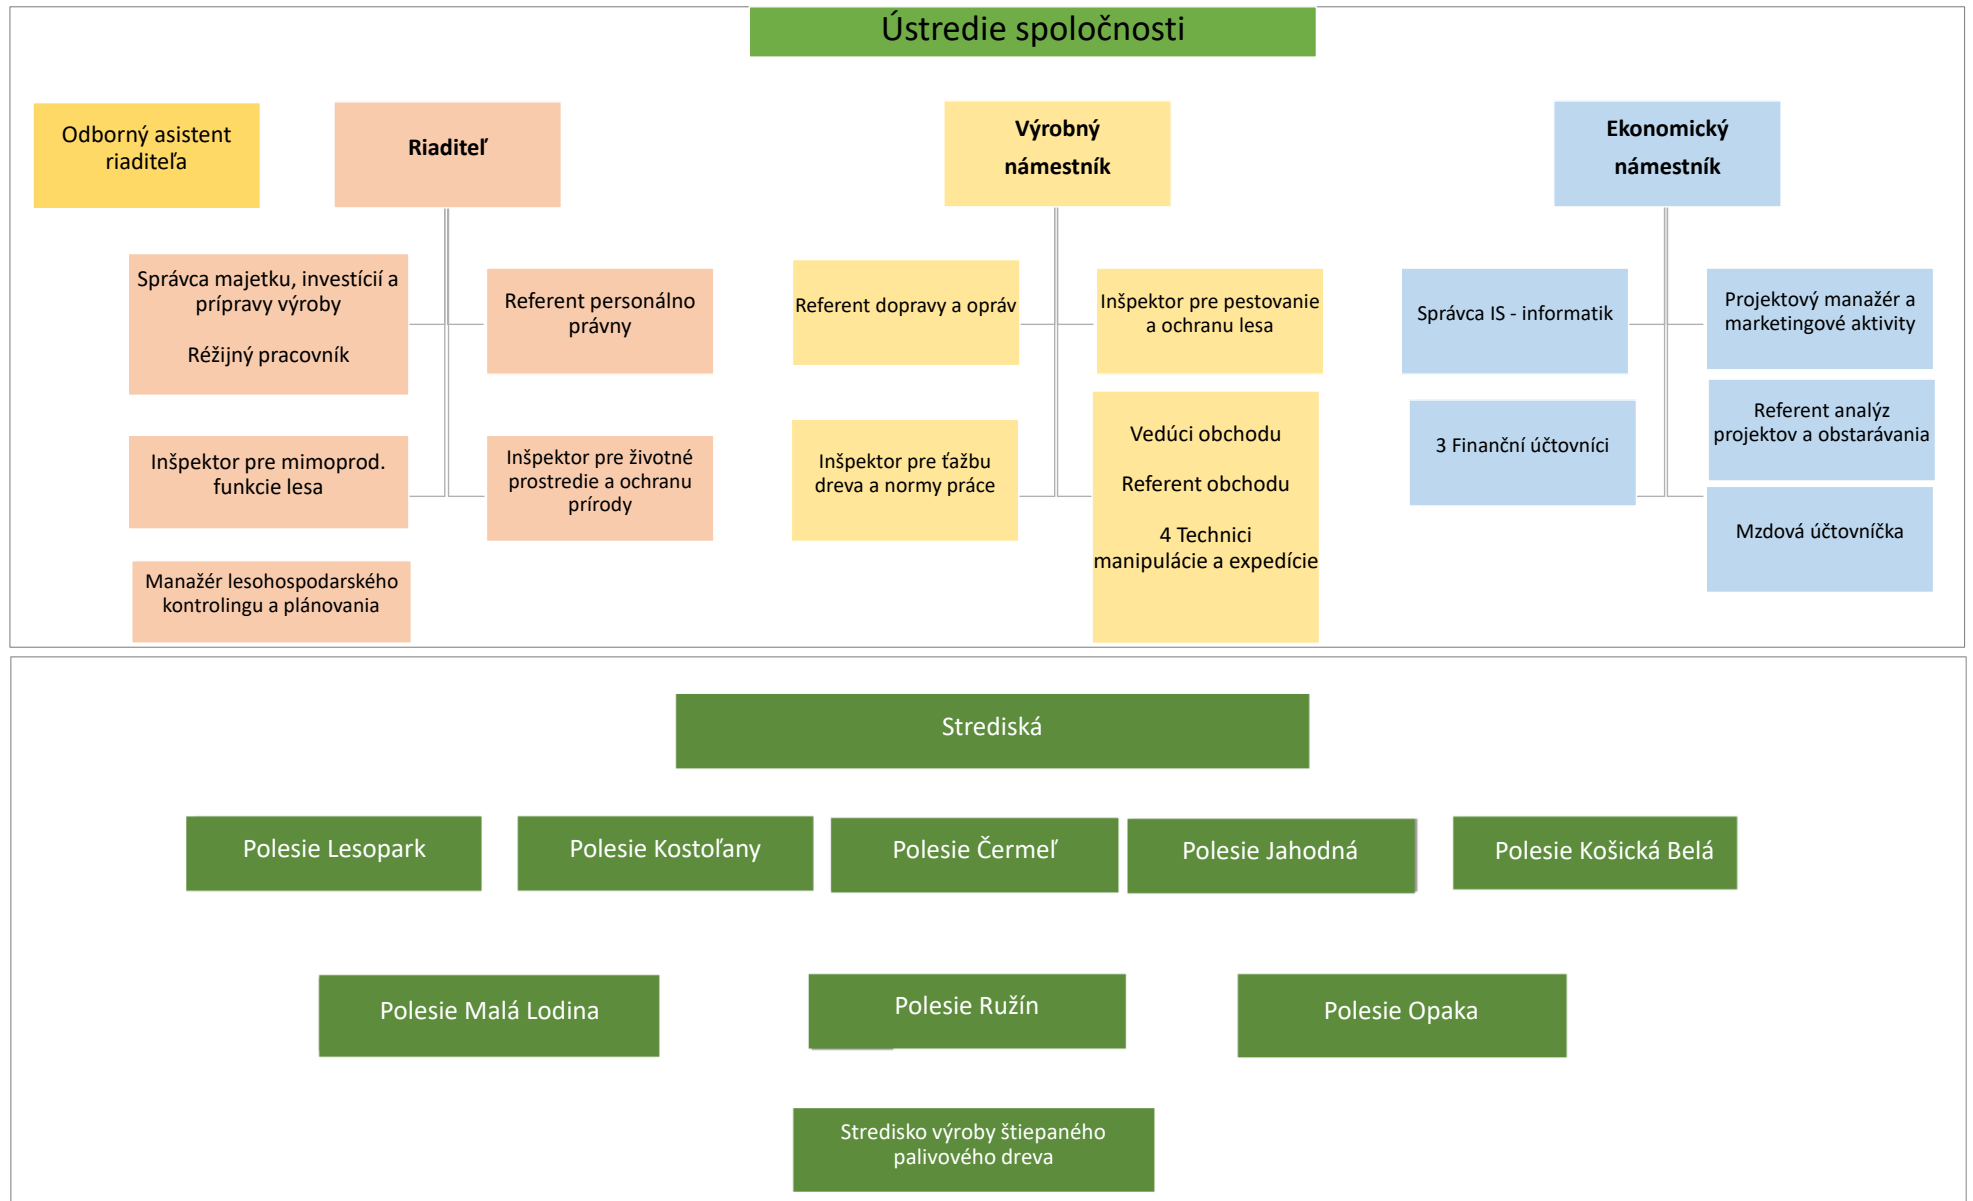 Ústredie spoločnosti
Odborný asistent
riaditeľa
Riaditeľ
Výrobný
námestník
Ekonomický
námestník
Správca majetku, investícií a
prípravy výroby
Réžijný pracovník
Referent personálno
právny
Referent dopravy a opráv
Inšpektor pre pestovanie
a ochranu lesa
Správca IS - informatik
Projektový manažér a
marketingové aktivity
Inšpektor pre mimoprod.
funkcie lesa
Inšpektor pre životné
prostredie a ochranu
prírody
Inšpektor pre ťažbu
dreva a normy práce
Vedúci obchodu
Referent obchodu
4 Technici
manipulácie a expedície
3 Finanční účtovníci
Referent analýz
projektov a obstarávania
Mzdová účtovníčka
Manažér lesohospodarského
kontrolingu a plánovania
Strediská
Polesie Lesopark
Polesie Kostoľany
Polesie Čermeľ
Polesie Jahodná
Polesie Košická Belá
Polesie Malá Lodina
Polesie Ružín
Polesie Opaka
Stredisko výroby štiepaného
palivového dreva